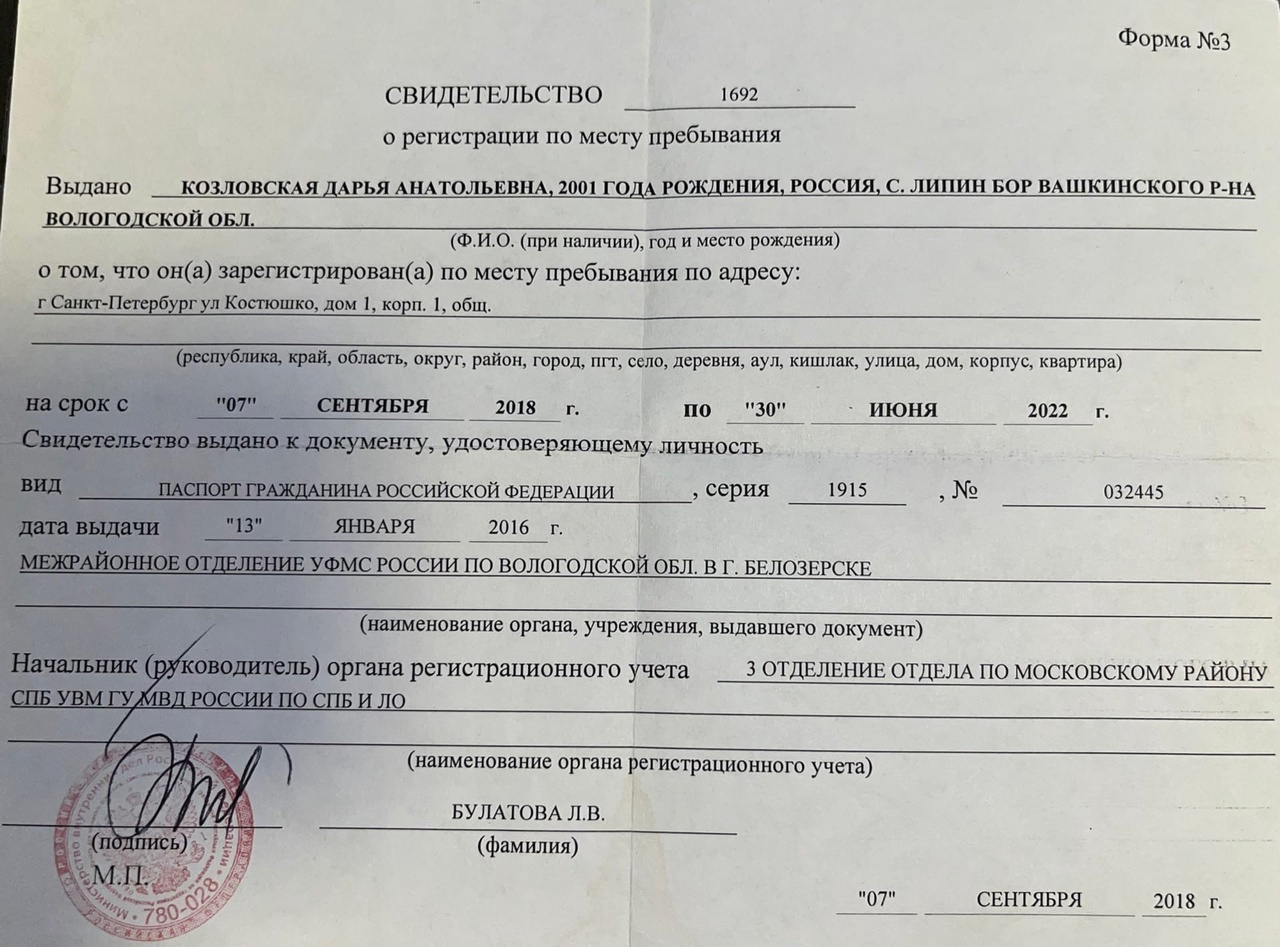 Форма №3
СВИДЕТЕЛЬСТВО 1692
о регистрации по месту пребывания
Выдано КОЗЛОВСКАЯ ДАРЬЯ АНАТОЛЬЕВНА, 2001 ГОДА РОЖДЕНИЯ, РОССИЯ, С. ЛИПИН БОР ВАШКИНСКОГО Р-НА
ВОЛОГОДСКОЙ ОБЛ.
(Ф.И.О. (при наличии), год и место рождения)
о том, что он(а) зарегистрирован(а) по месту пребывания по адресу:
г Санкт-Петербург ул Костюшко, дом 1, корп. 1, общ.
(республика, край, область, округ, район, город, пгт, село, деревня, аул, кишлак, улица, дом, корпус, квартира)
на срок с "07" СЕНТЯБРЯ 2018 г. по "30" ИЮНЯ 2022 г.
Свидетельство выдано к документу, удостоверяющему личность
вид ПАСПОРТ ГРАЖДАНИНА РОССИЙСКОЙ ФЕДЕРАЦИИ, серия 1915, № 032445
дата выдачи "13" ЯНВАРЯ 2016 г.
МЕЖРАЙОННОЕ ОТДЕЛЕНИЕ УФМС РОССИИ ПО ВОЛОГОДСКОЙ ОБЛ. В Г. БЕЛОЗЕРСКЕ
(наименование органа, учреждения, выдавшего документ)
Начальник (руководитель) органа регистрационного учета 3 ОТДЕЛЕНИЕ ОТДЕЛА ПО МОСКОВСКОМУ РАЙОНУ
СПБ УВМ ГУ МВД РОССИИ ПО СПБ И ЛО
(наименование органа регистрационного учета)
БУЛАТОВА Л.В.
(подпись) (фамилия)
М.П.
Министерство внутренних дел Российской Федерации
780-028
"07" СЕНТЯБРЯ 2018 г.